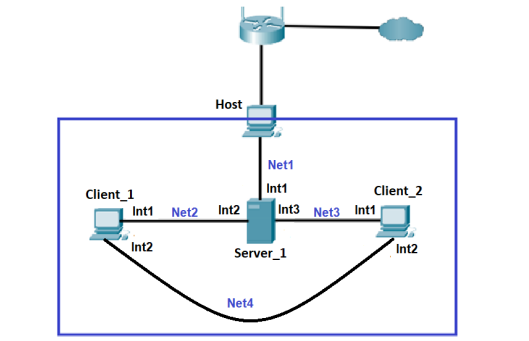 Host
Net1
Int1
Client_1
Client_2
Int1
Net2
Int2
Int3
Net3
Int1
Int2
Server_1
Int2
Net4